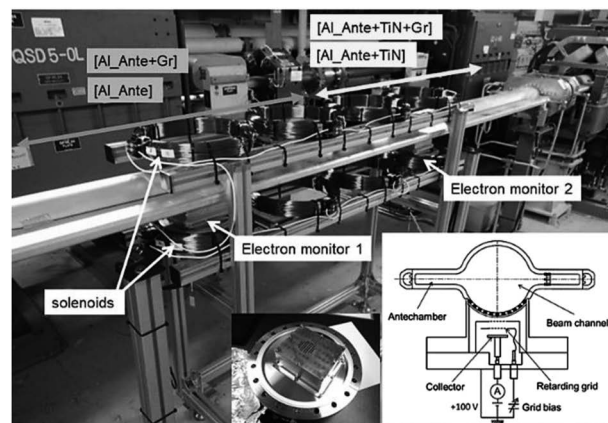 [Al_Ante+TiN+Gr]
[Al_Ante+Gr]
QSD5-0L
[Al_Ante+TiN]
[Al_Ante]
Electron monitor 2
Electron monitor 1
solenoids
Antechamber
Beam channel
Collector
Retarding grid
A
+100 V
Grid bias